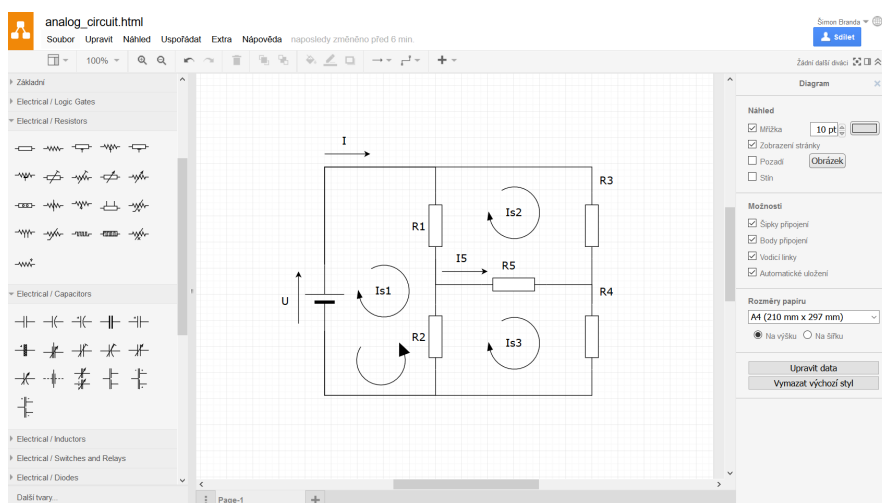 analog_circuit.html
Šimon Branda
Soubor Upravit Náhled Uspořádat Extra Nápověda naposledy změněno před 6 min.
Sdílet
100%
Žádní další diváci
Základní
Electrical / Logic Gates
Electrical / Resistors
Electrical / Capacitors
Electrical / Inductors
Electrical / Switches and Relays
Electrical / Diodes
Další tvary...
I
R3
Is2
R1
I5
R5
Is1
R4
U
R2
Is3
Page-1
Diagram
Náhled
Mřížka 10 pt
Zobrazení stránky
Pozadí Obrázek
Stín
Možnosti
Šipky připojení
Body připojení
Vodicí linky
Automatické uložení
Rozměry papíru
A4 (210 mm x 297 mm)
Na výšku Na šířku
Upravit data
Vymazat výchozí styl